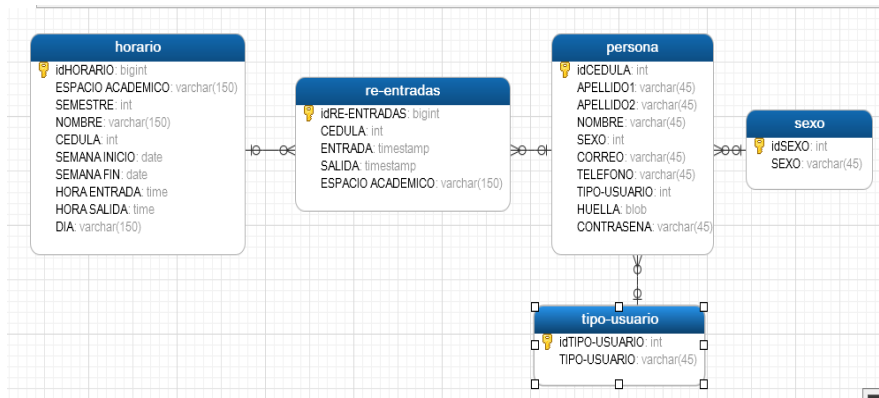 horario
idHORARIO: bigint
ESPACIO ACADEMICO: varchar(150)
SEMESTRE: int
NOMBRE: varchar(150)
CEDULA: int
SEMANA INICIO: date
SEMANA FIN: date
HORA ENTRADA: time
HORA SALIDA: time
DIA: varchar(150)
re-entradas
idRE-ENTRADAS: bigint
CEDULA: int
ENTRADA: timestamp
SALIDA: timestamp
ESPACIO ACADEMICO: varchar(150)
persona
idCEDULA: int
APELLIDO1: varchar(45)
APELLIDO2: varchar(45)
NOMBRE: varchar(45)
SEXO: int
CORREO: varchar(45)
TELEFONO: varchar(45)
TIPO-USUARIO: int
HUELLA: blob
CONTRASENA: varchar(45)
sexo
idSEXO: int
SEXO: varchar(45)
tipo-usuario
idTIPO-USUARIO: int
TIPO-USUARIO: varchar(45)